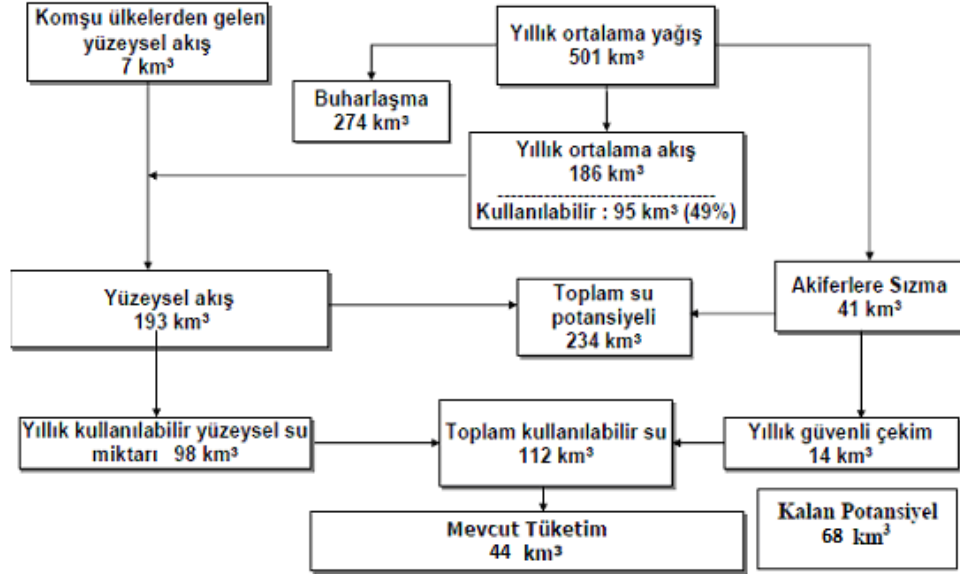 Komşu ülkelerden gelen
yüzeysel akış
7 km³
Yıllık ortalama yağış
501 km³
Buharlaşma
274 km³
Yıllık ortalama akış
186 km³
Kullanılabilir : 95 km³ (49%)
Yüzeysel akış
193 km³
Toplam su
potansiyeli
234 km³
Akiferlere Sızma
41 km³
Yıllık kullanılabilir yüzeysel su
miktarı 98 km³
Toplam kullanılabilir su
112 km³
Yıllık güvenli çekim
14 km³
Mevcut Tüketim
44 km³
Kalan Potansiyel
68 km³